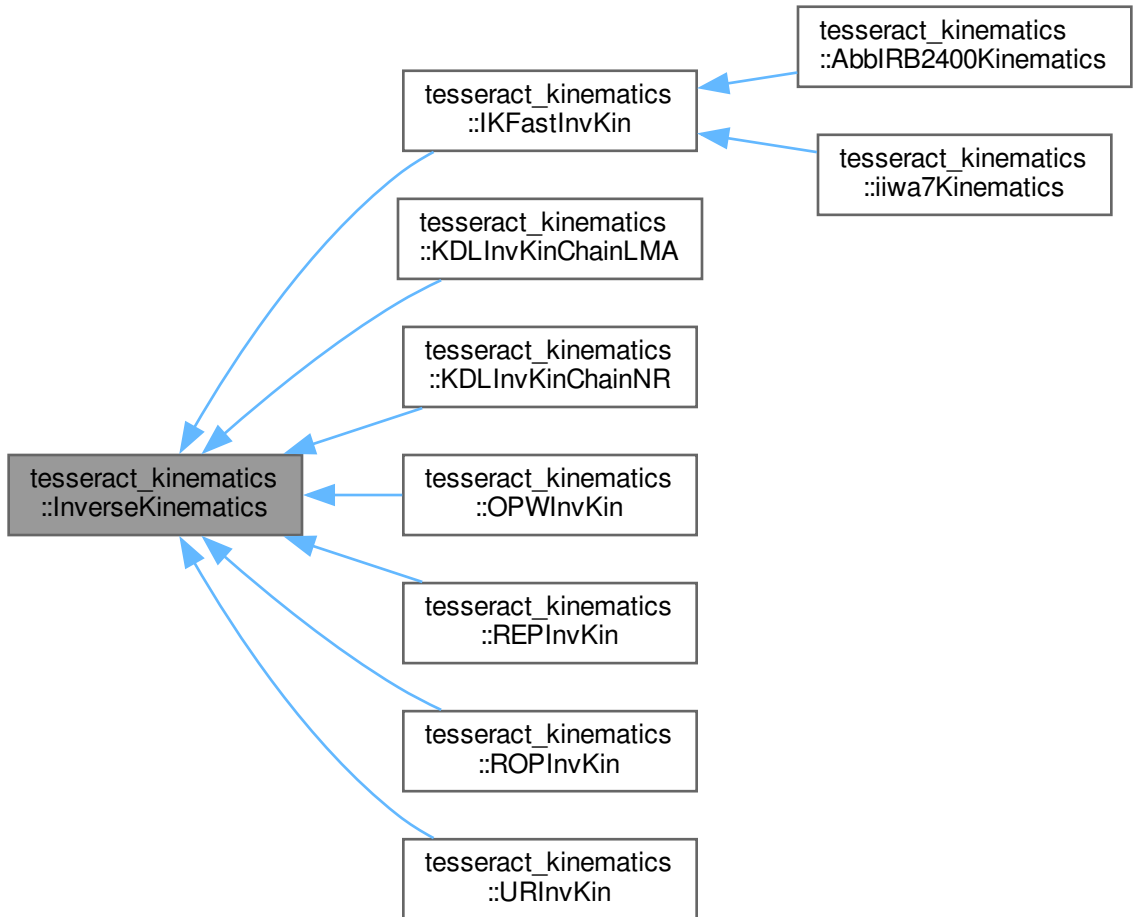 tesseract_kinematics
::AbbIRB2400Kinematics
tesseract_kinematics
::IKFastInvKin
tesseract_kinematics
::iiwa7Kinematics
tesseract_kinematics
::KDLInvKinChainLMA
tesseract_kinematics
::KDLInvKinChainNR
tesseract_kinematics
::InverseKinematics
tesseract_kinematics
::OPWInvKin
tesseract_kinematics
::REPInvKin
tesseract_kinematics
::ROPInvKin
tesseract_kinematics
::URInvKin